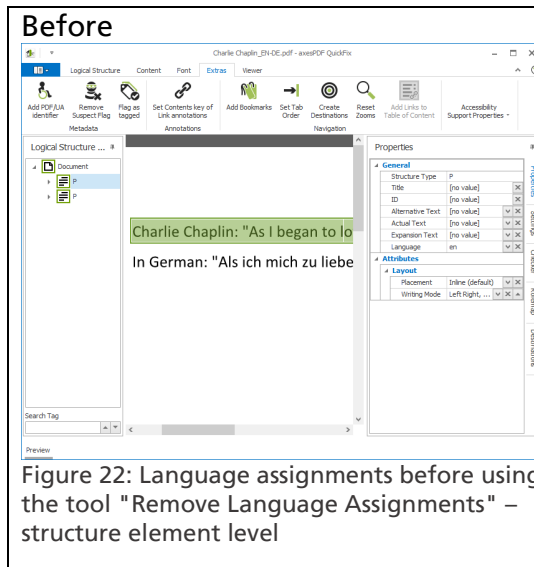 Before
Charlie Chaplin_EN-DE.pdf - axesPDF QuickFix
Logical Structure Content Font Extras Viewer
Add PDF/UA identifier
Remove Suspect Flag
Flag as tagged
Set Contents key of Link annotations
Add Bookmarks
Set Tab Order
Create Destinations
Reset Zooms
Add Links to Table of Content
Accessibility Support Properties
Metadata Annotations Navigation
Logical Structure ...
Document
P
P
Search Tag
Charlie Chaplin: "As I began to lo
In German: "Als ich mich zu liebe
Properties
General
Structure Type P
Title [no value]
ID [no value]
Alternative Text [no value]
Actual Text [no value]
Expansion Text [no value]
Language en
Attributes
Layout
Placement Inline (default)
Writing Mode Left Right, ...
Properties
Settings
Checker
Roadmap
Destinations
Preview
Figure 22: Language assignments before using
the tool "Remove Language Assignments" –
structure element level